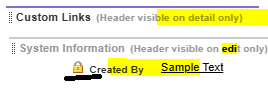 Custom Links (Header visible on detail only)
System Information (Header visible on edit only)
Created By Sample Text